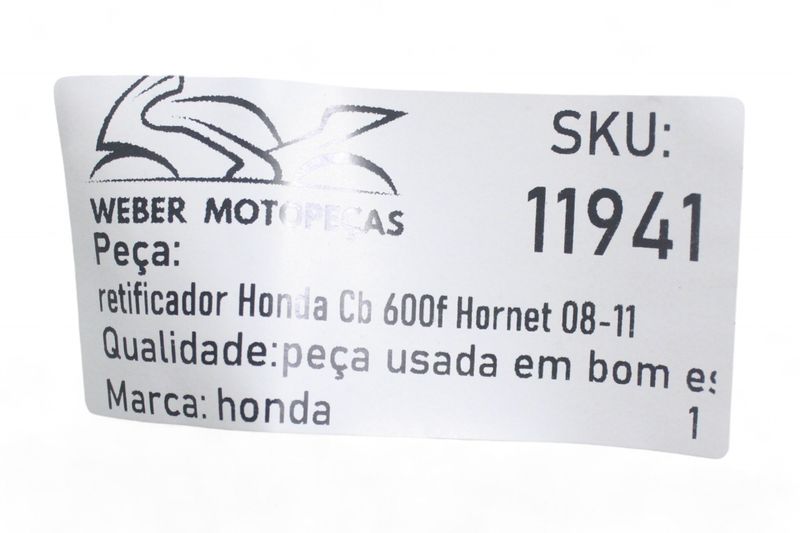 WEBER MOTOPEÇAS
SKU:
11941
Peça:
retificador Honda Cb 600f Hornet 08-11
Qualidade:peça usada em bom es
Marca: honda
1